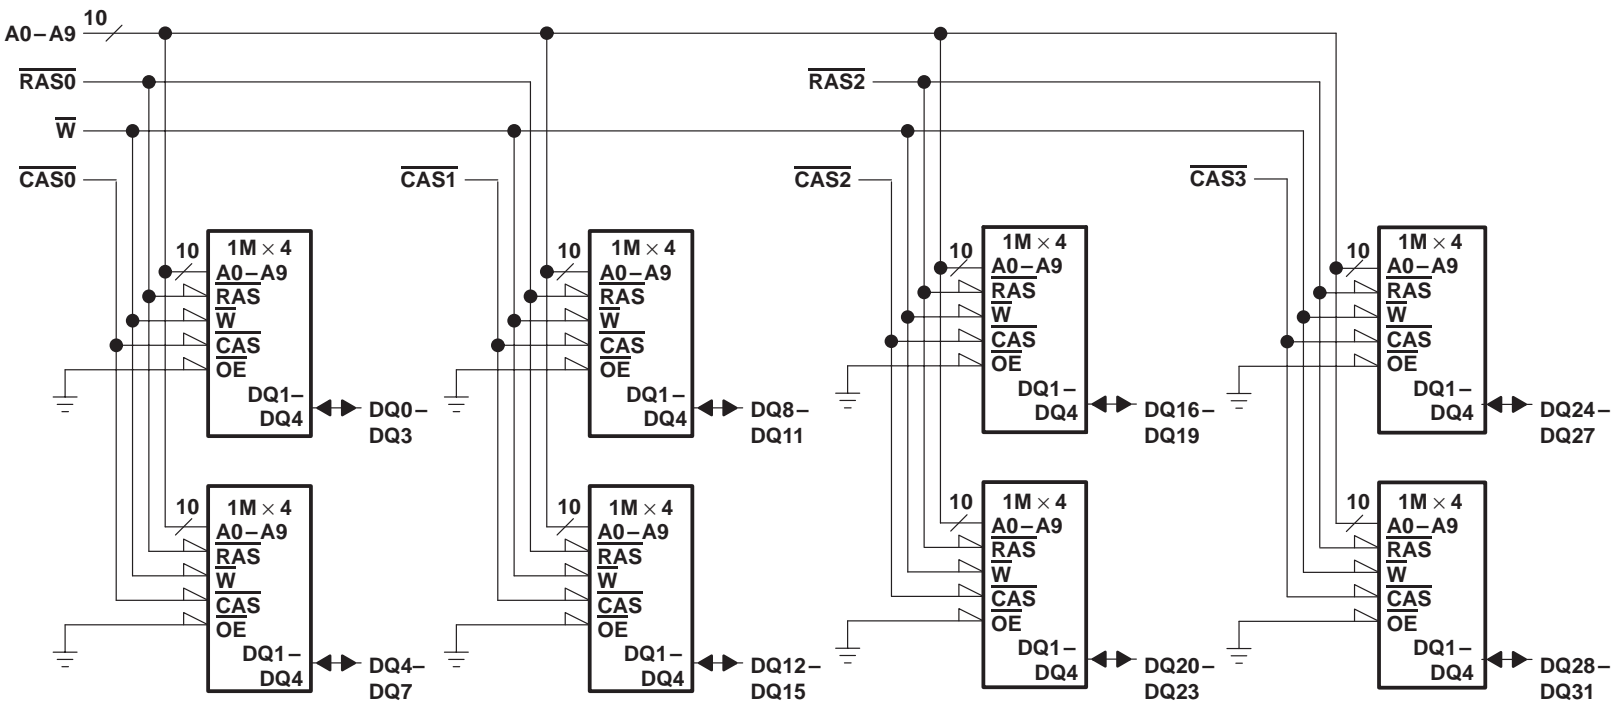 A0–A9 10
RAS0
RAS2
W
CAS0
CAS1
CAS2
CAS3
10
1M × 4
A0–A9
RAS
W
CAS
OE
DQ1–
DQ4
DQ0–
DQ3
10
1M × 4
A0–A9
RAS
W
CAS
OE
DQ1–
DQ4
DQ8–
DQ11
10
1M × 4
A0–A9
RAS
W
CAS
OE
DQ1–
DQ4
DQ16–
DQ19
10
1M × 4
A0–A9
RAS
W
CAS
OE
DQ1–
DQ4
DQ24–
DQ27
10
1M × 4
A0–A9
RAS
W
CAS
OE
DQ1–
DQ4
DQ4–
DQ7
10
1M × 4
A0–A9
RAS
W
CAS
OE
DQ1–
DQ4
DQ12–
DQ15
10
1M × 4
A0–A9
RAS
W
CAS
OE
DQ1–
DQ4
DQ20–
DQ23
10
1M × 4
A0–A9
RAS
W
CAS
OE
DQ1–
DQ4
DQ28–
DQ31